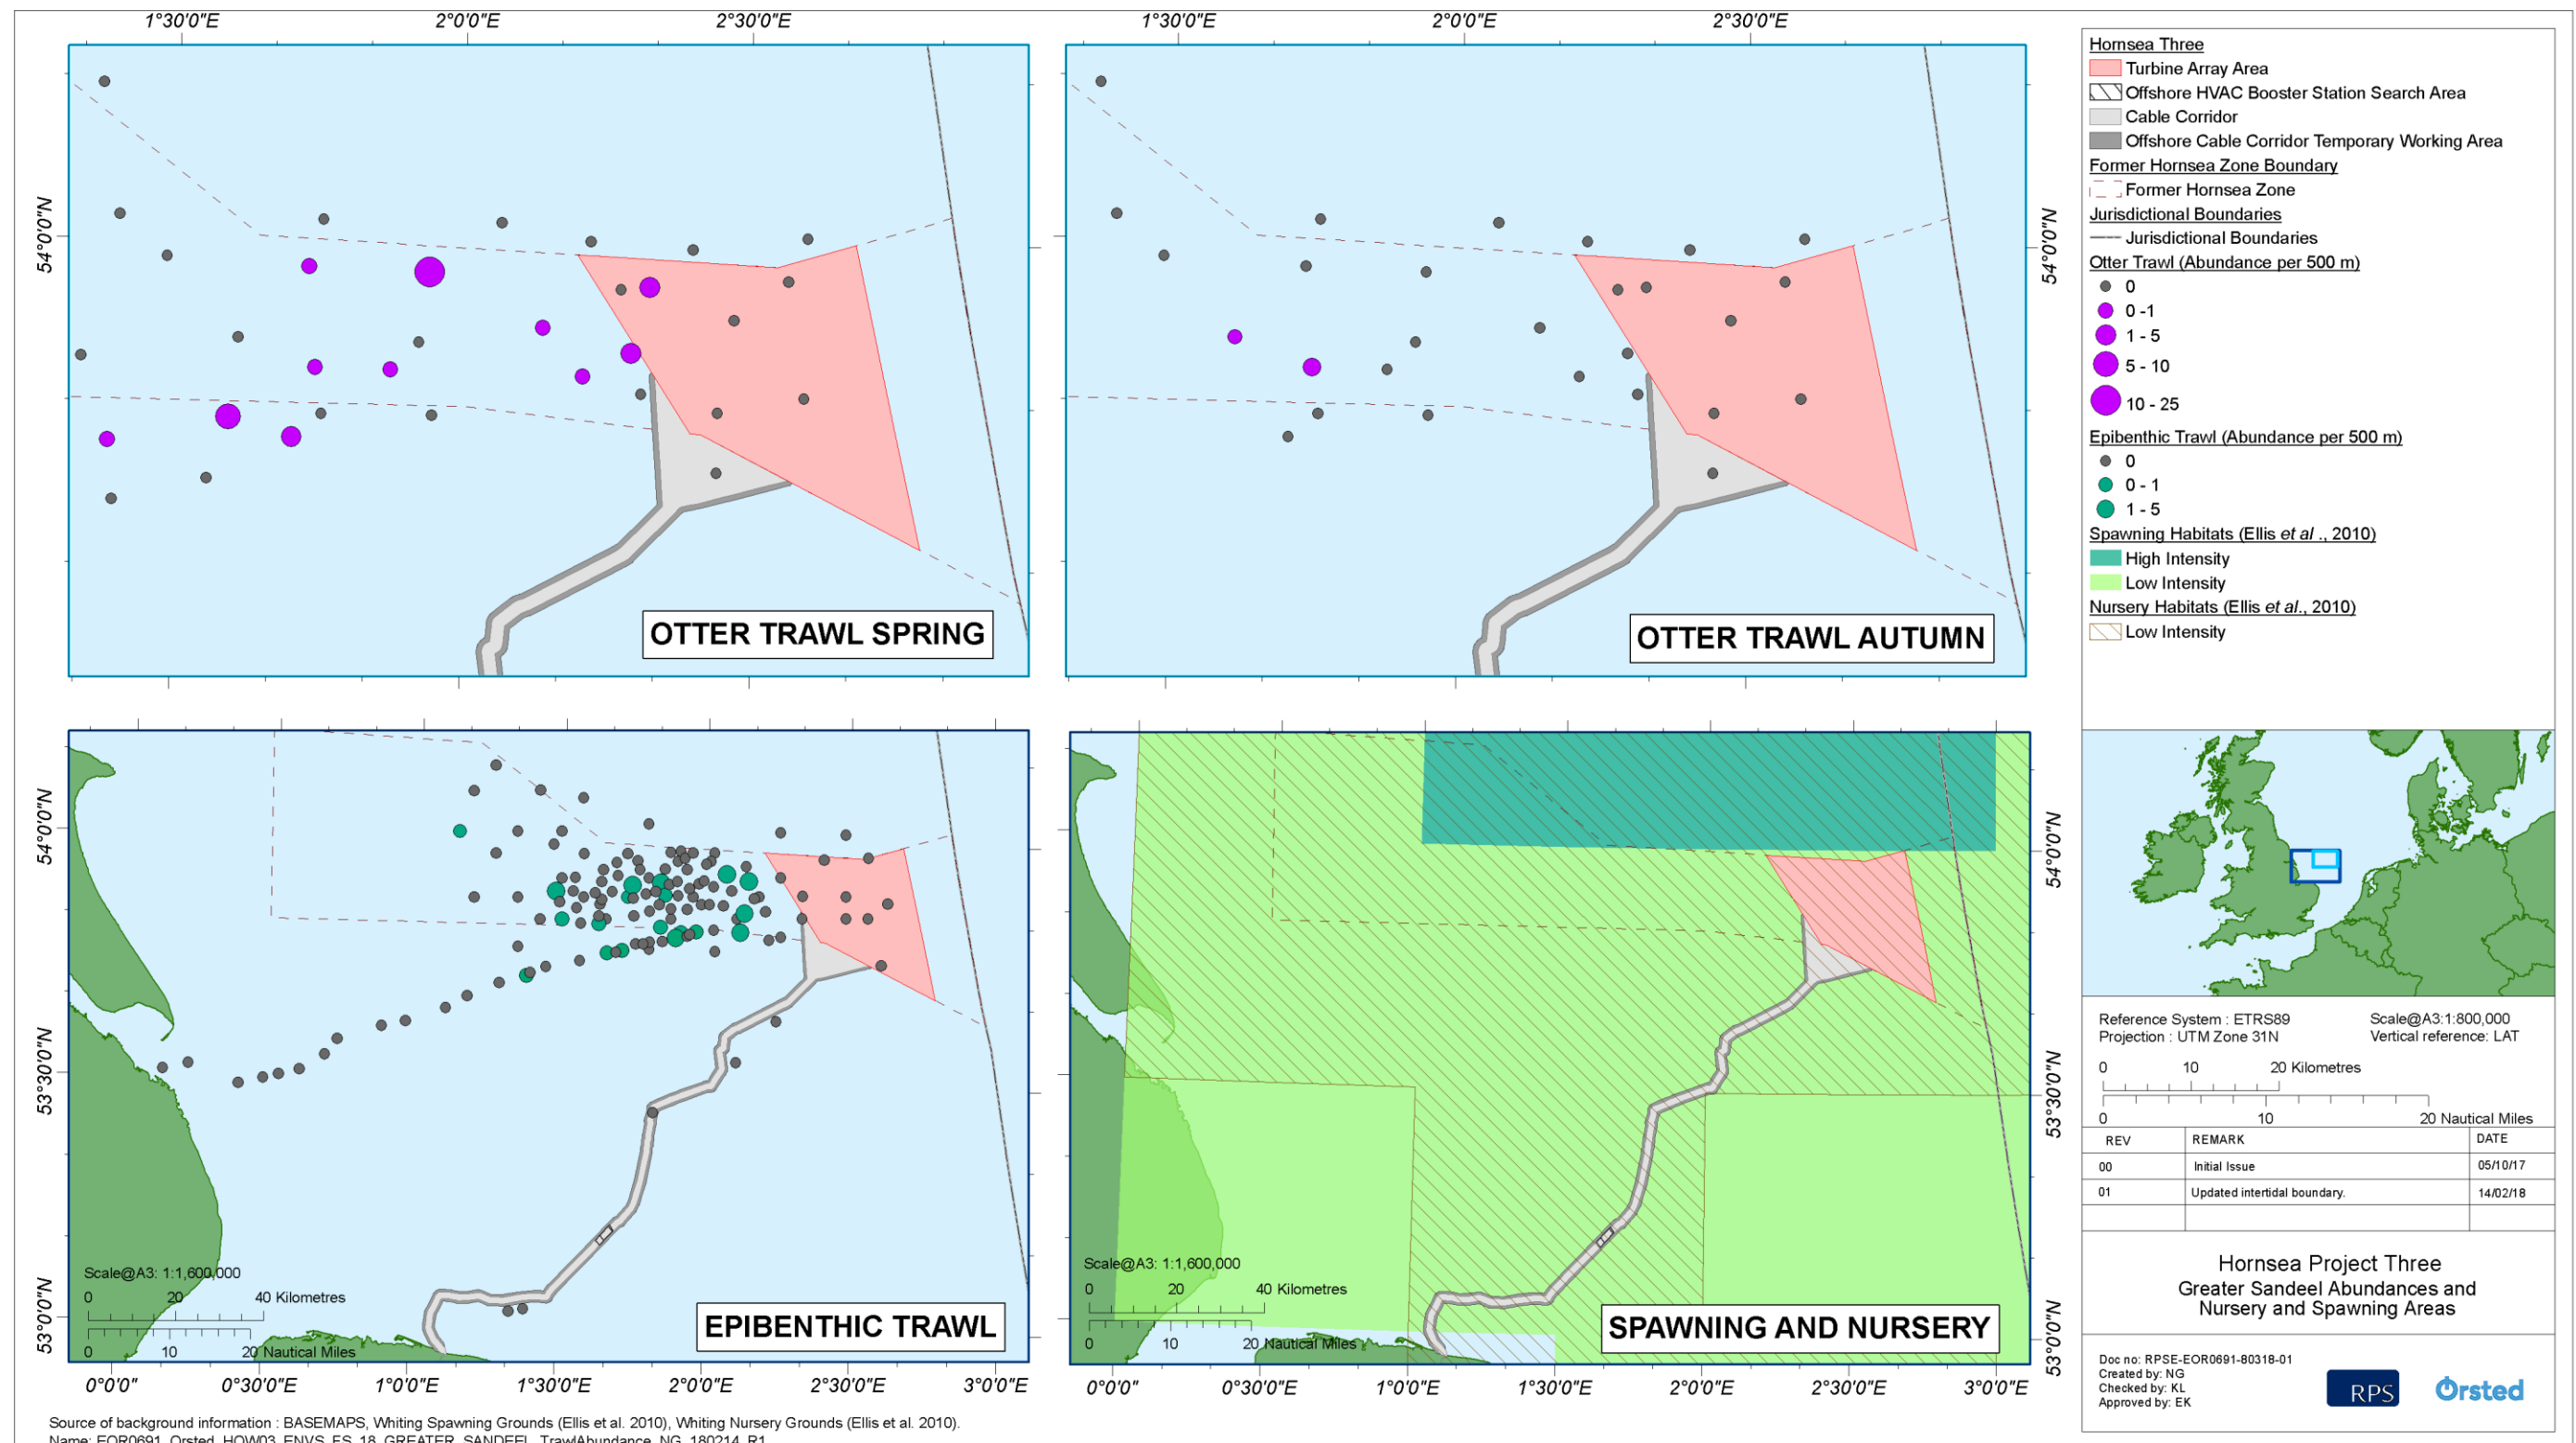 1°30'0"E 2°0'0"E 2°30'0"E
1°30'0"E 2°0'0"E 2°30'0"E
54°0'0"N
54°0'0"N
OTTER TRAWL SPRING
OTTER TRAWL AUTUMN
54°0'0"N
53°30'0"N
53°0'0"N
Scale@A3: 1:1,600,000
0 20 40 Kilometres
0 10 20 Nautical Miles
EPIBENTHIC TRAWL
0°0'0" 0°30'0"E 1°0'0"E 1°30'0"E 2°0'0"E 2°30'0"E 3°0'0"E
Scale@A3: 1:1,600,000
0 20 40 Kilometres
0 10 20 Nautical Miles
SPAWNING AND NURSERY
54°0'0"N
53°30'0"N
53°0'0"N
0°0'0" 0°30'0"E 1°0'0"E 1°30'0"E 2°0'0"E 2°30'0"E 3°0'0"E
Source of background information : BASEMAPS, Whiting Spawning Grounds (Ellis et al. 2010), Whiting Nursery Grounds (Ellis et al. 2010).
Name: EOR0691_Orsted_HOW03_ENVS_ES_18_GREATER_SANDEEL_TrawlAbundance_NG_180214_R1
Hornsea Three
Turbine Array Area
Offshore HVAC Booster Station Search Area
Cable Corridor
Offshore Cable Corridor Temporary Working Area
Former Hornsea Zone Boundary
Former Hornsea Zone
Jurisdictional Boundaries
Jurisdictional Boundaries
Otter Trawl (Abundance per 500 m)
0
0 -1
1 - 5
5 - 10
10 - 25
Epibenthic Trawl (Abundance per 500 m)
0
0 - 1
1 - 5
Spawning Habitats (Ellis et al ., 2010)
High Intensity
Low Intensity
Nursery Habitats (Ellis et al., 2010)
Low Intensity
Reference System : ETRS89 Scale@A3:1:800,000
Projection : UTM Zone 31N Vertical reference: LAT
0 10 20 Kilometres
0 10 20 Nautical Miles
REV REMARK DATE
00 Initial Issue 05/10/17
01 Updated intertidal boundary. 14/02/18
Hornsea Project Three
Greater Sandeel Abundances and
Nursery and Spawning Areas
Doc no: RPSE-EOR0691-80318-01
Created by: NG
Checked by: KL
Approved by: EK
RPS
Orsted